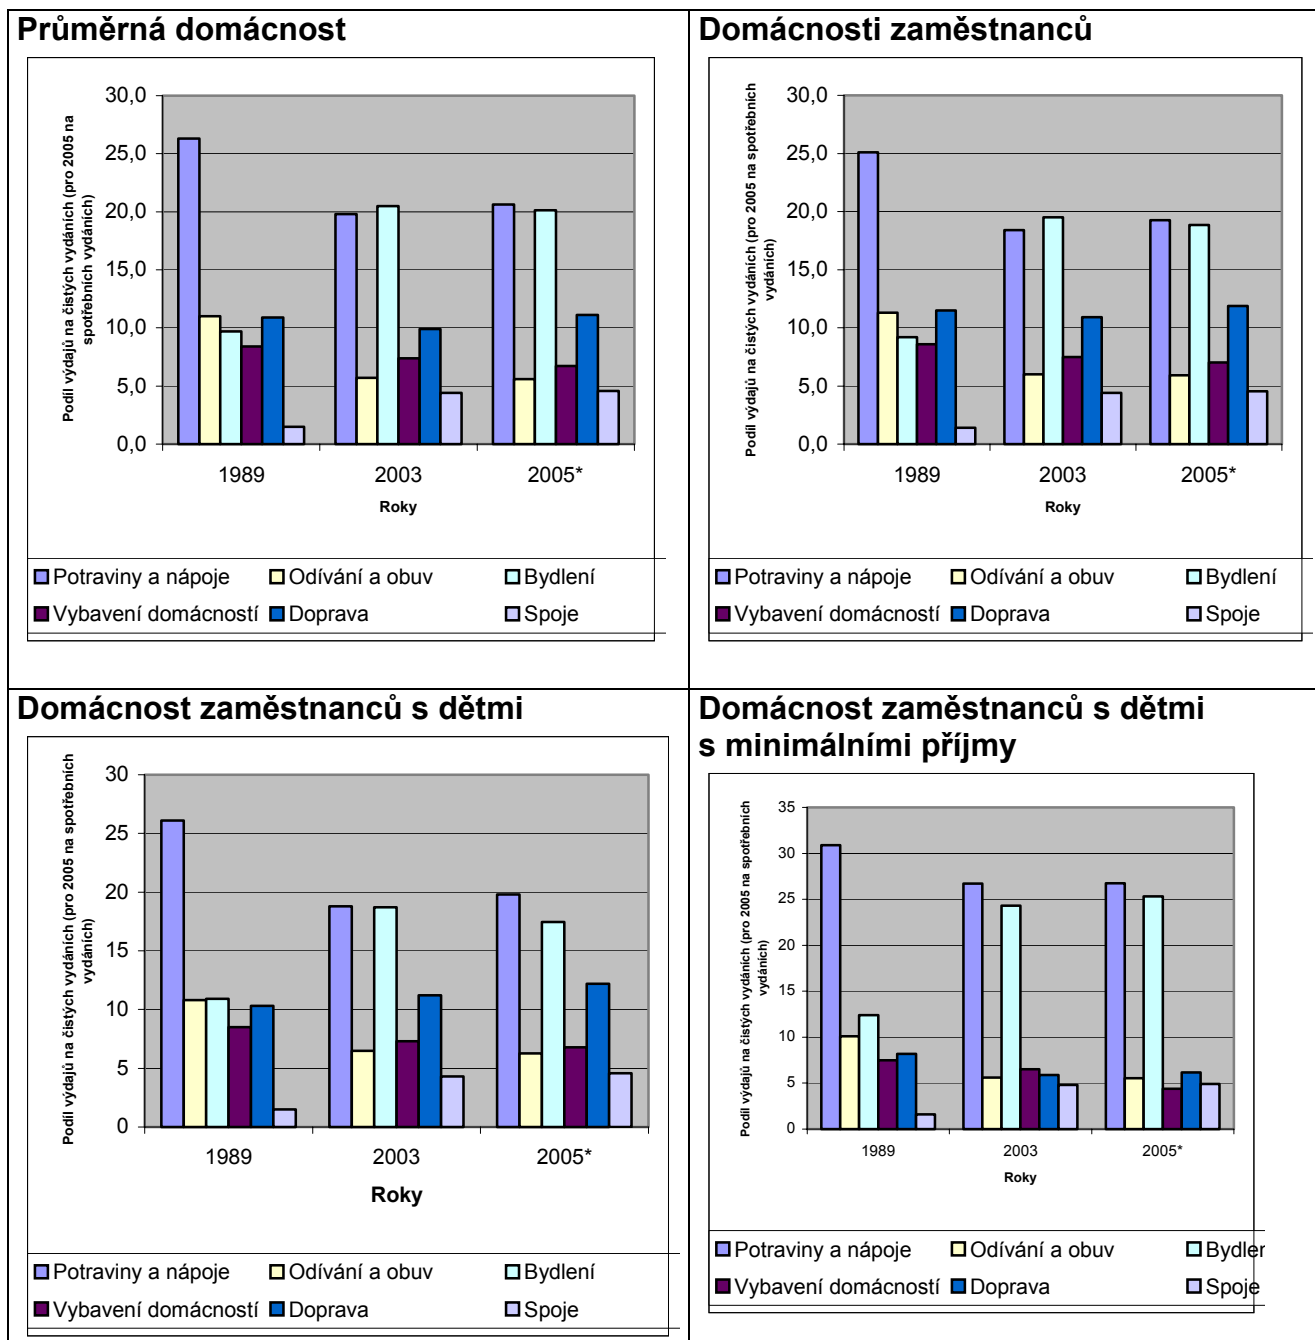 Průměrná domácnost
Podíl výdajů na čistých vydáních (pro 2005 na
spotřebních vydáních)
30,0
25,0
20,0
15,0
10,0
5,0
0,0
1989 2003 2005*
Roky
Potraviny a nápoje Odívání a obuv Bydlení
Vybavení domácností Doprava Spoje
Domácnosti zaměstnanců
Podíl výdajů na čistých vydáních (pro 2005 na spotřebních
vydáních)
30,0
25,0
20,0
15,0
10,0
5,0
0,0
1989 2003 2005*
Roky
Potraviny a nápoje Odívání a obuv Bydlení
Vybavení domácností Doprava Spoje
Domácnost zaměstnanců s dětmi
Podíl výdajů na čistých vydáních (pro 2005 na spotřebních
vydáních)
30
25
20
15
10
5
0
1989 2003 2005*
Roky
Potraviny a nápoje Odívání a obuv Bydlení
Vybavení domácností Doprava Spoje
Domácnost zaměstnanců s dětmi
s minimálními příjmy
Podíl výdajů na čistých vydáních (pro 2005 na spotřebních
vydáních)
35
30
25
20
15
10
5
0
1989 2003 2005*
Roky
Potraviny a nápoje Odívání a obuv Bydler
Vybavení domácností Doprava Spoje